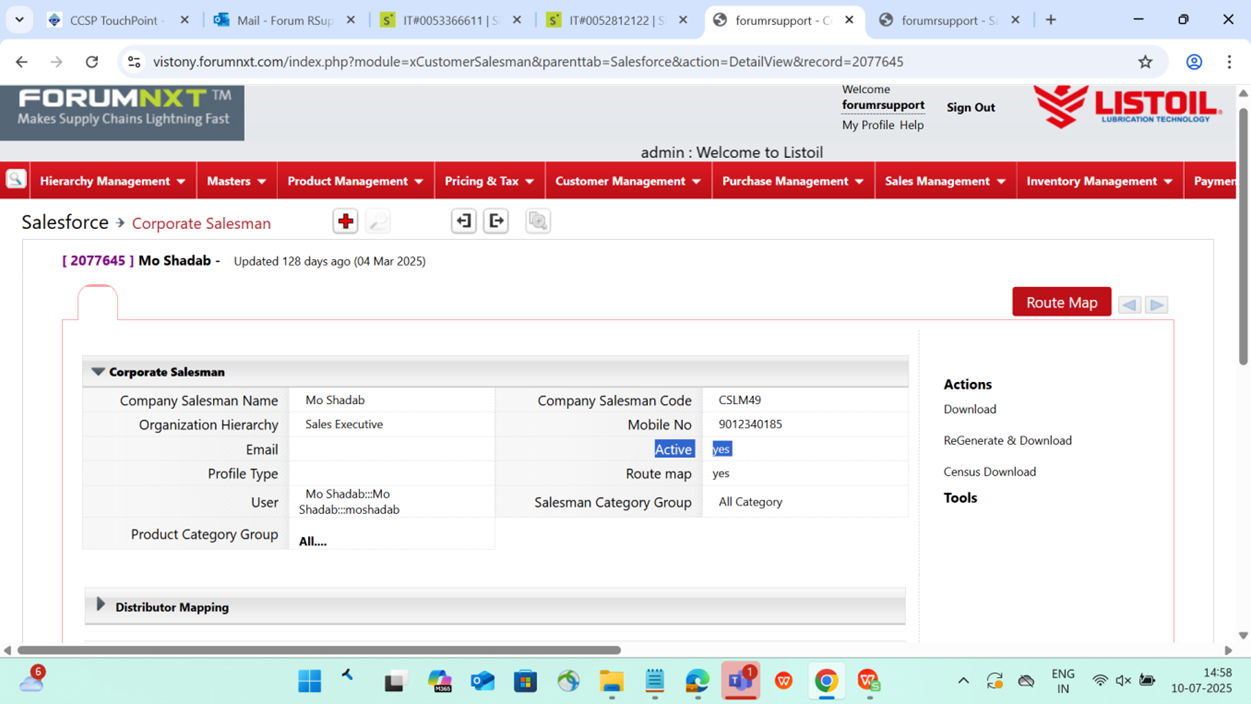 CCSP TouchPoint
Mail - Forum RSup
IT#0053366611 | S
IT#0052812122 | S
forumrsupport - C
forumrsupport - Sa
vistony.forumnxt.com/index.php?module=xCustomerSalesman&parenttab=Salesforce&action=DetailView&record=2077645
FORUMNXT TM
Makes Supply Chains Lightning Fast
Welcome
forumrsupport
My Profile Help
Sign Out
LISTOIL
LUBRICATION TECHNOLOGY
admin : Welcome to Listoil
Hierarchy Management Masters Product Management Pricing & Tax Customer Management Purchase Management Sales Management Inventory Management Paymen
Salesforce Corporate Salesman
[ 2077645 ] Mo Shadab - Updated 128 days ago (04 Mar 2025)
Route Map
Corporate Salesman
Company Salesman Name Mo Shadab Company Salesman Code CSLM49
Organization Hierarchy Sales Executive Mobile No 9012340185
Email Active yes
Profile Type Route map yes
User Mo Shadab:::Mo
Shadab:::moshadab
Salesman Category Group All Category
Product Category Group All....
Distributor Mapping
Actions
Download
ReGenerate & Download
Census Download
Tools
6
M365
1
ENG
IN
14:58
10-07-2025